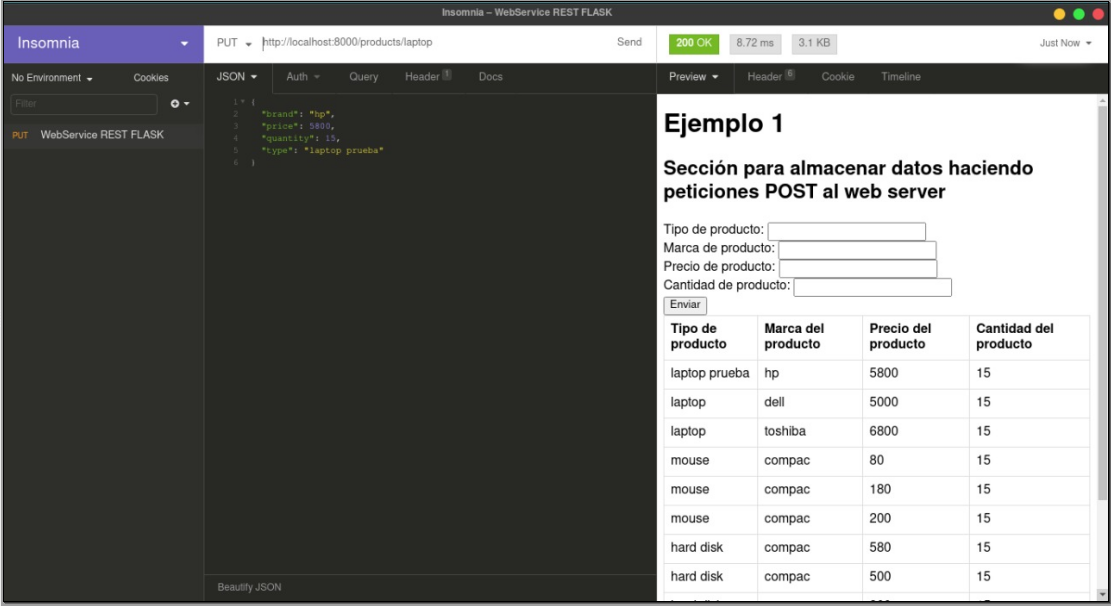 Insomnia – WebService REST FLASK
Insomnia
PUT http://localhost:8000/products/laptop Send
200 OK 8.72 ms 3.1 KB Just Now
No Environment Cookies
JSON Auth Query Header 1 Docs
Preview Header 6 Cookie Timeline
Filter
PUT WebService REST FLASK
1 {
2 "brand": "hp",
3 "price": 5800,
4 "quantity": 15,
5 "type": "laptop prueba"
6 }
Beautify JSON
Ejemplo 1
Sección para almacenar datos haciendo
peticiones POST al web server
Tipo de producto:
Marca de producto:
Precio de producto:
Cantidad de producto:
Enviar
Tipo de producto Marca del producto Precio del producto Cantidad del producto
laptop prueba hp 5800 15
laptop dell 5000 15
laptop toshiba 6800 15
mouse compac 80 15
mouse compac 180 15
mouse compac 200 15
hard disk compac 580 15
hard disk compac 500 15